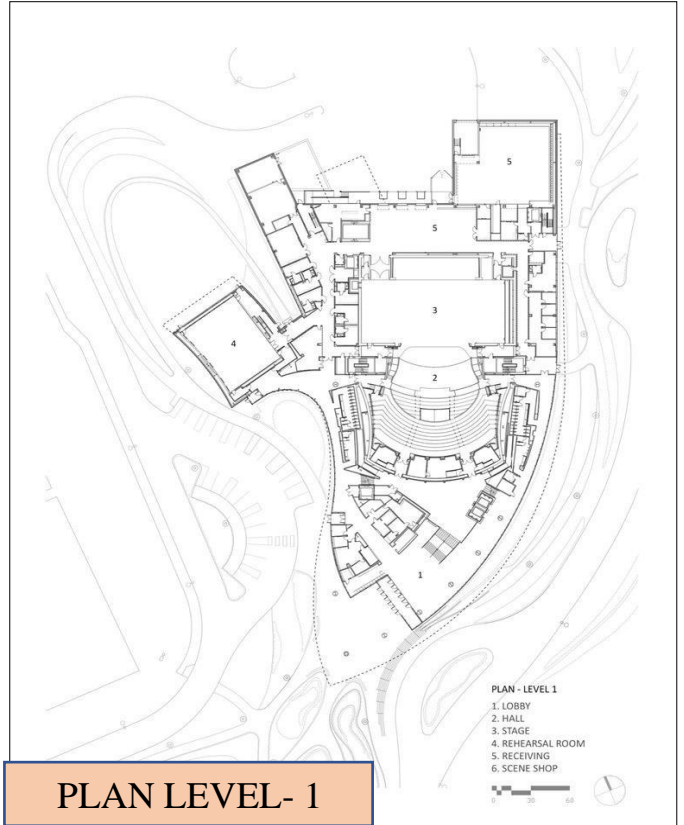 5
5
3
4
2
1
PLAN - LEVEL 1
1. LOBBY
2. HALL
3. STAGE
4. REHEARSAL ROOM
5. RECEIVING
6. SCENE SHOP
0 30 60
PLAN LEVEL- 1